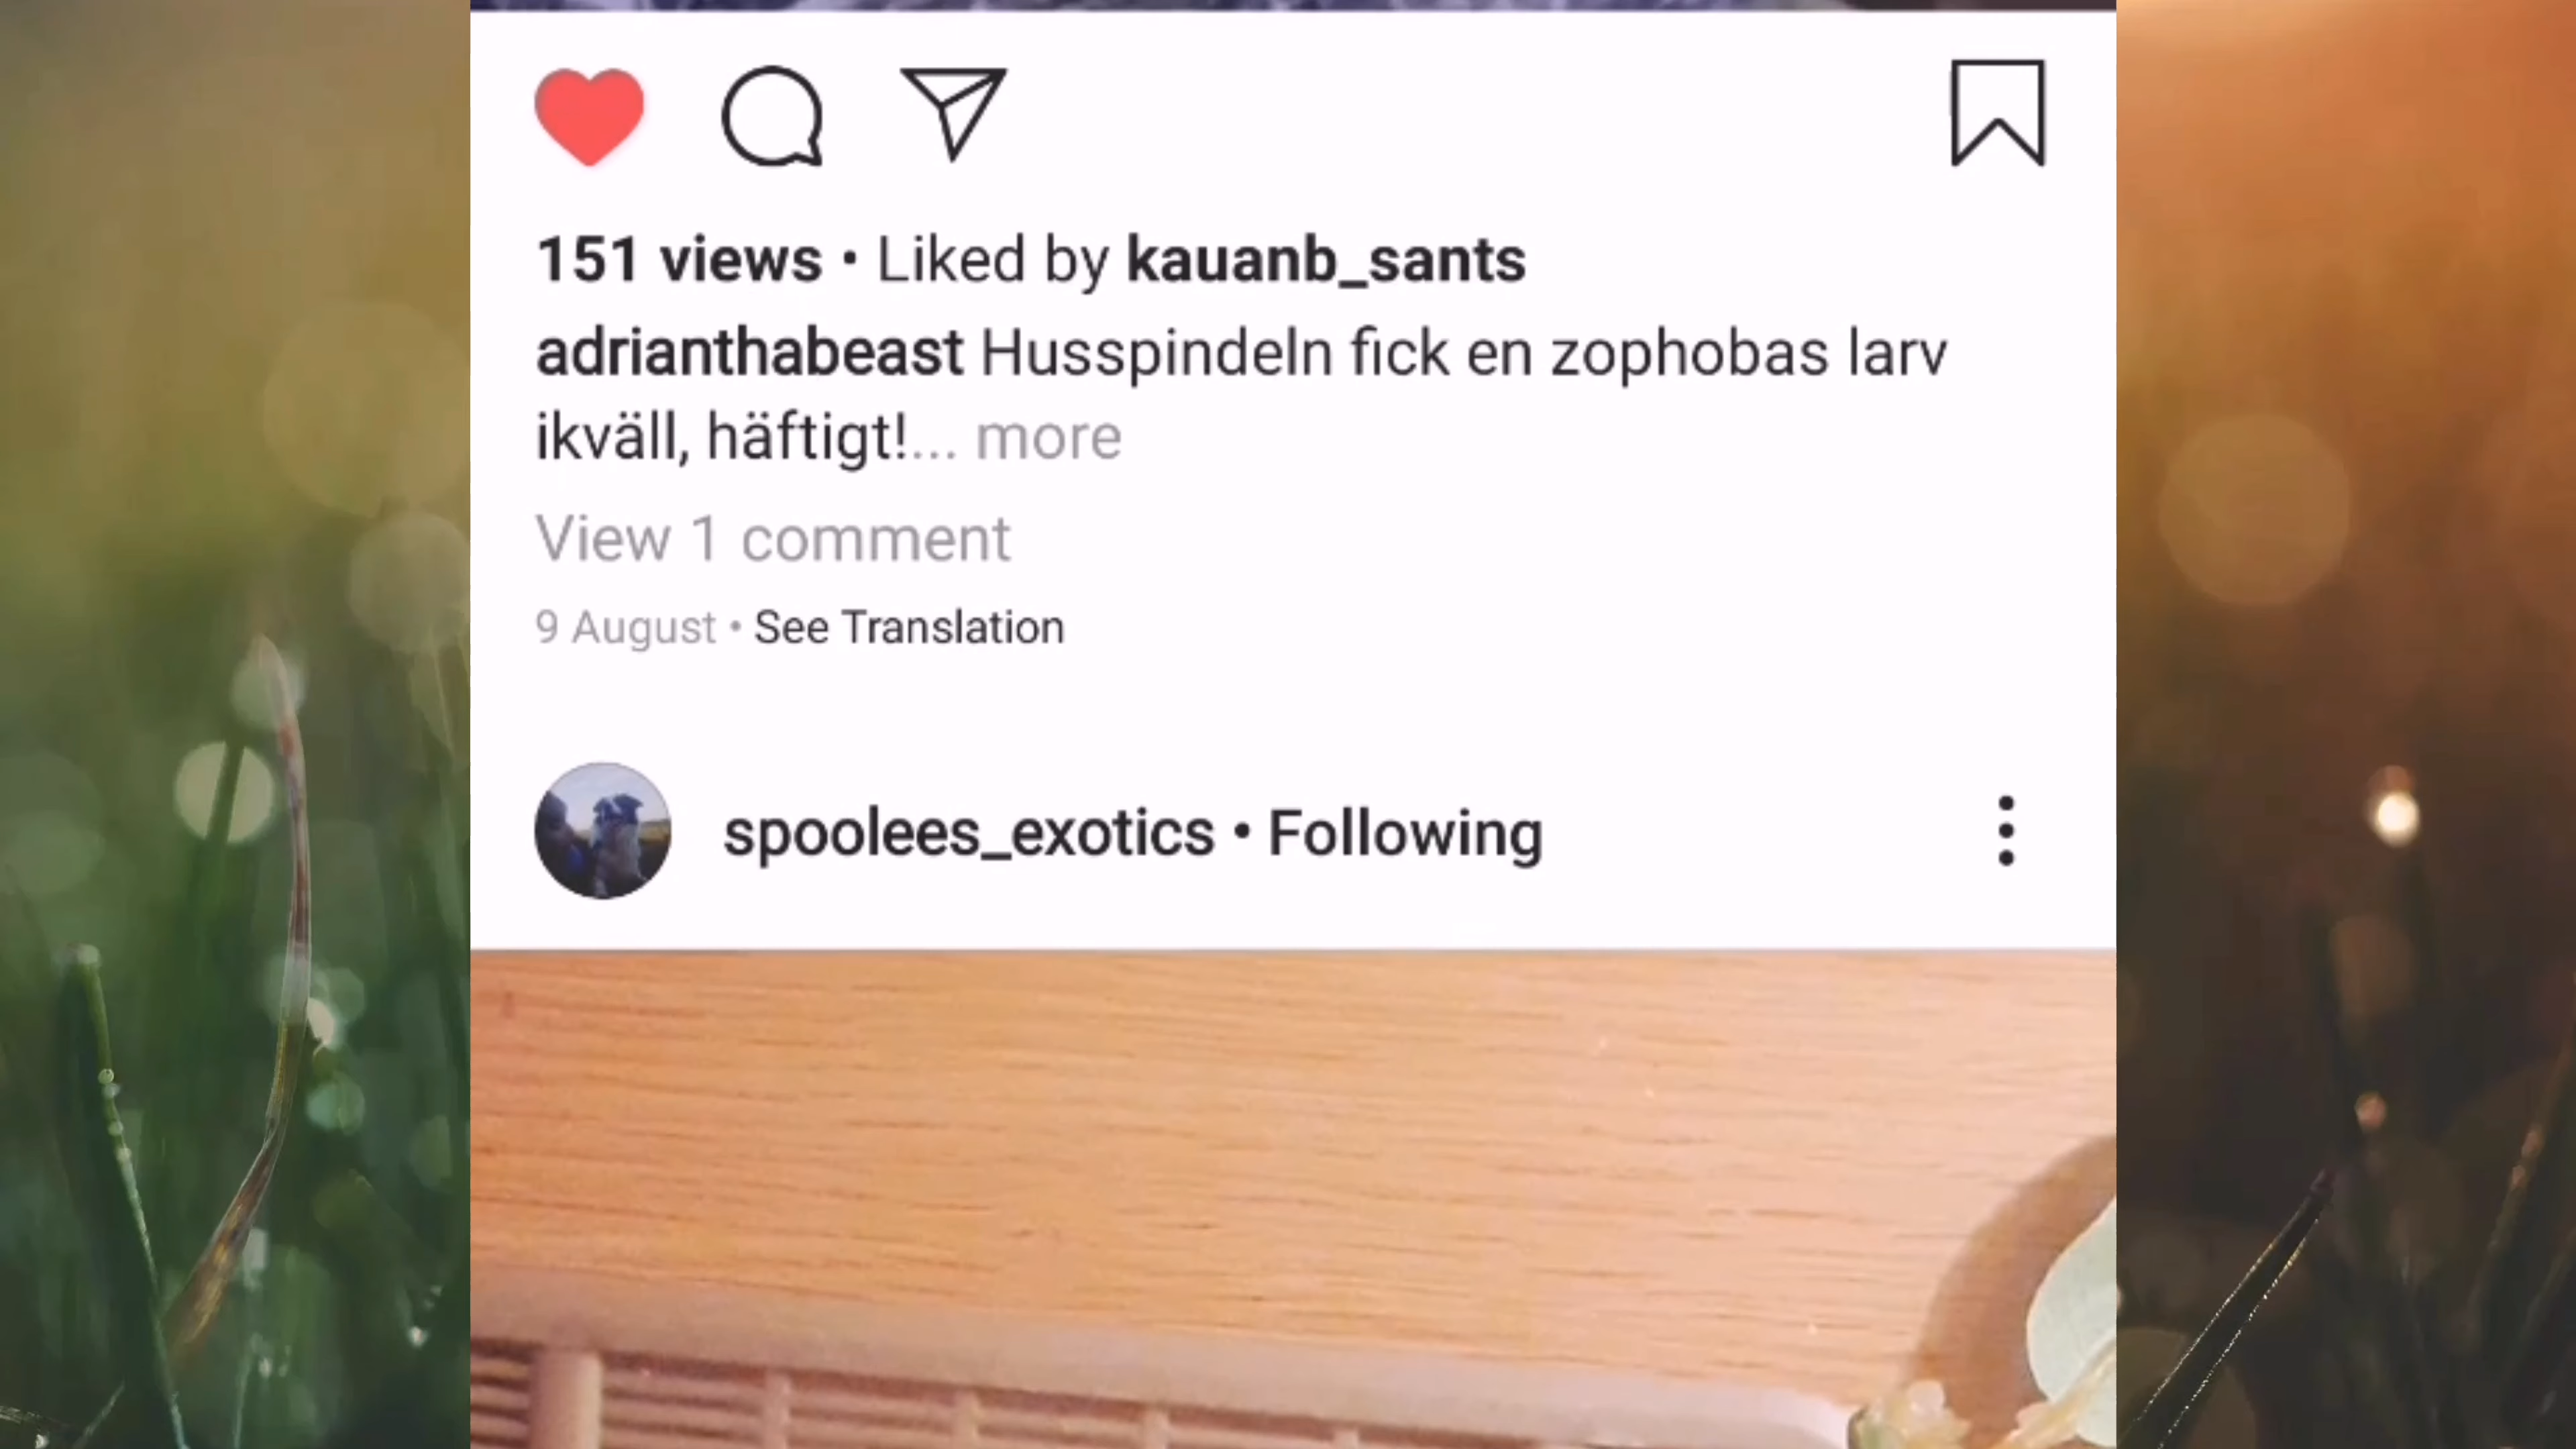 151 views • Liked by kauanb_sants
adrianthabeast Husspindeln fick en zophobas larv
ikväll, häftigt!... more
View 1 comment
9 August • See Translation
spoolees_exotics • Following